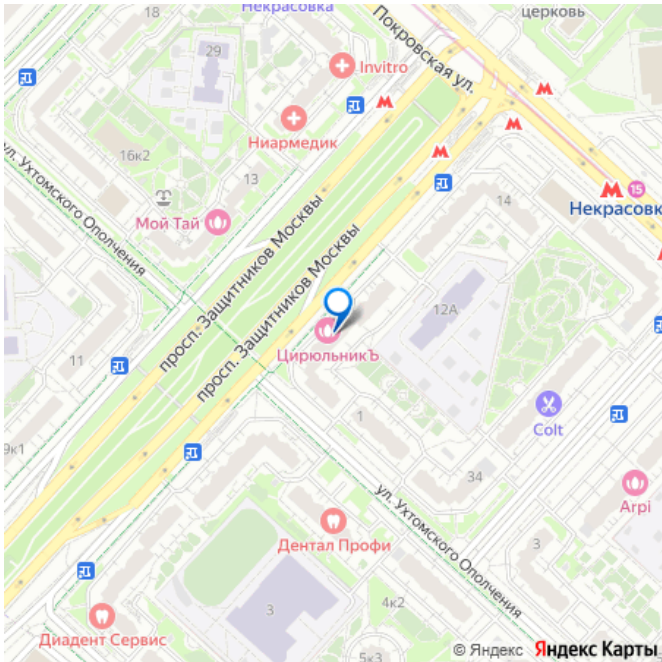 Некрасовка
церковь
18
Покровская ул.
29
Invitro
Ниармедик
ул. Ухтомского Ополчения
16к2
13
14
15
Некрасовк
Мой Тай
просп. Защитников Москвы
просп. Защитников Москвы
12А
ЦирюльникЪ
11
1
Colt
9к1
34
ул. Ухтомского Ополчения
Arpi
Дентал Профи
3
3
4к2
Диадент Сервис
5к3
© Яндекс Яндекс Карты